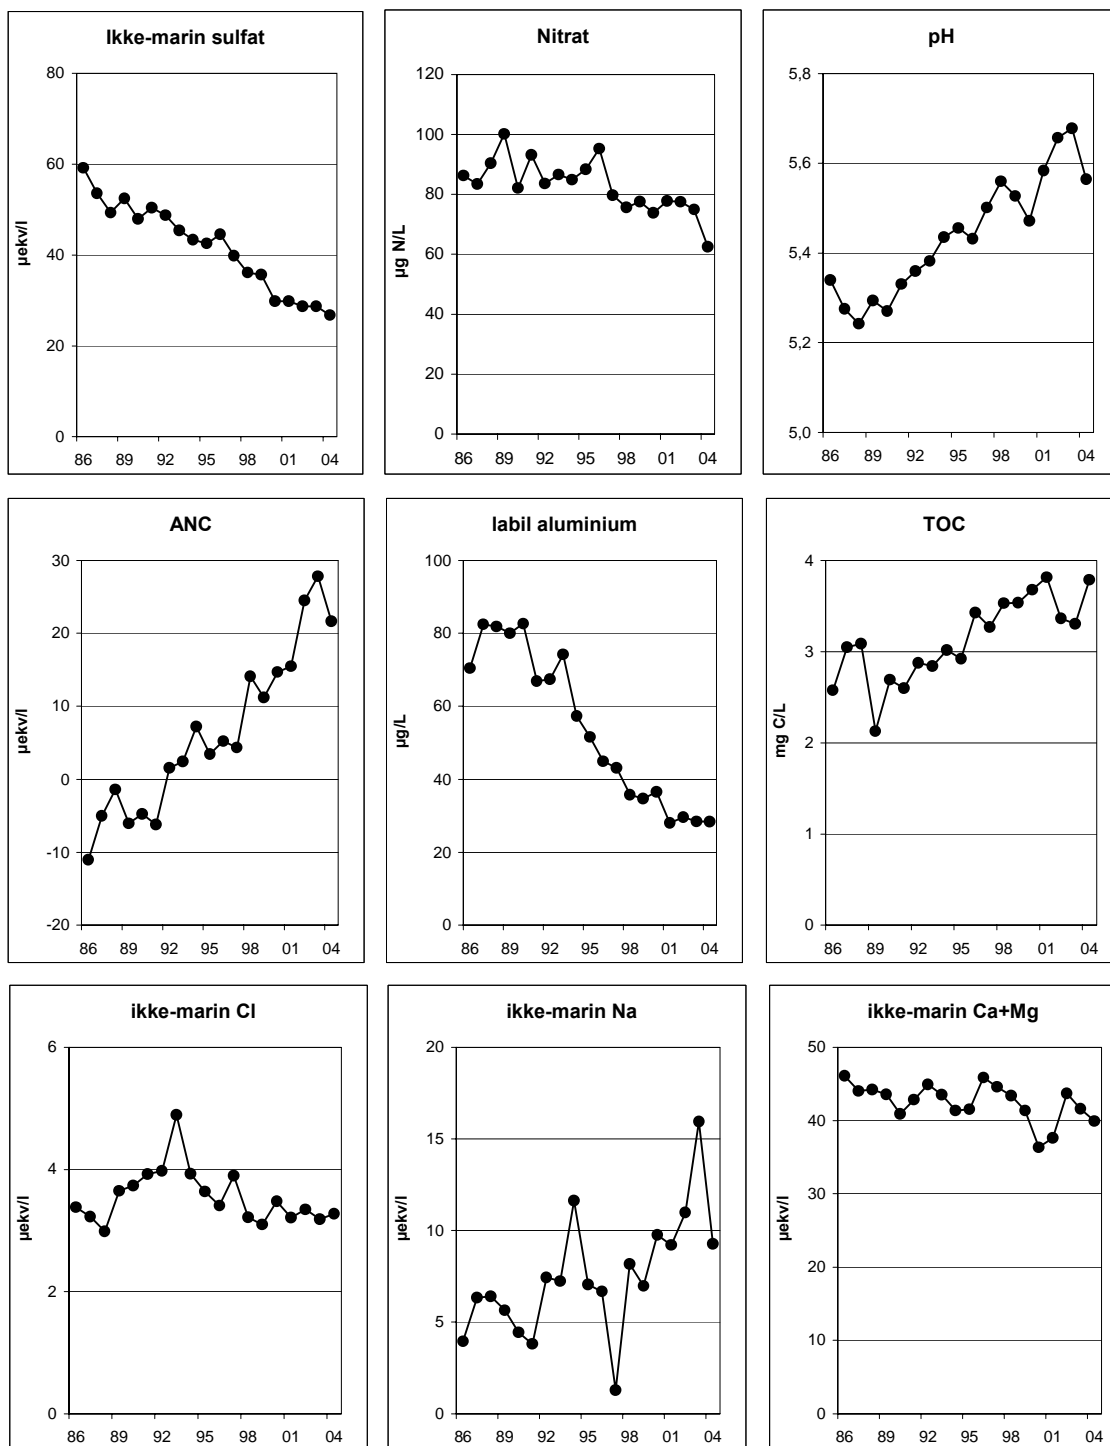 Ikke-marin sulfat
µekv/l
80
60
40
20
0
86 89 92 95 98 01 04
Nitrat
µg N/L
120
100
80
60
40
20
0
86 89 92 95 98 01 04
pH
5,8
5,6
5,4
5,2
5,0
86 89 92 95 98 01 04
ANC
µekv/l
30
20
10
0
-10
-20
86 89 92 95 98 01 04
labil aluminium
µg/L
100
80
60
40
20
0
86 89 92 95 98 01 04
TOC
mg C/L
4
3
2
1
0
86 89 92 95 98 01 04
ikke-marin Cl
µekv/l
6
4
2
0
86 89 92 95 98 01 04
ikke-marin Na
µekv/l
20
15
10
5
0
86 89 92 95 98 01 04
ikke-marin Ca+Mg
µekv/l
50
40
30
20
10
0
86 89 92 95 98 01 04